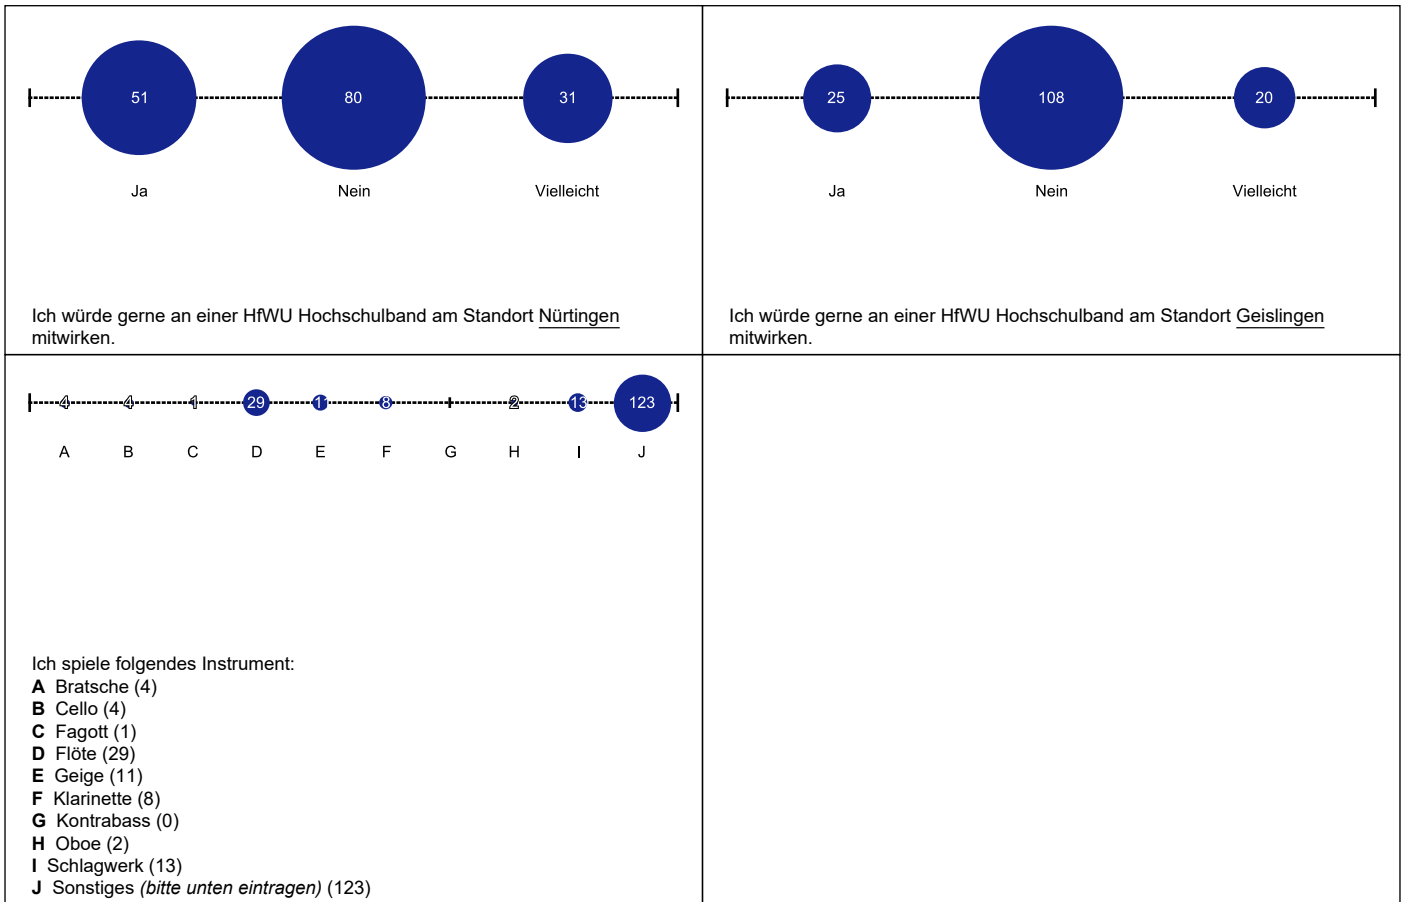 51 80 31
Ja Nein Vielleicht
Ich würde gerne an einer HfWU Hochschulband am Standort Nürtingen
mitwirken.
25 108 20
Ja Nein Vielleicht
Ich würde gerne an einer HfWU Hochschulband am Standort Geislingen
mitwirken.
4 4 1 29 11 8 2 13 123
A B C D E F G H I J
Ich spiele folgendes Instrument:
A Bratsche (4)
B Cello (4)
C Fagott (1)
D Flöte (29)
E Geige (11)
F Klarinette (8)
G Kontrabass (0)
H Oboe (2)
I Schlagwerk (13)
J Sonstiges (bitte unten eintragen) (123)